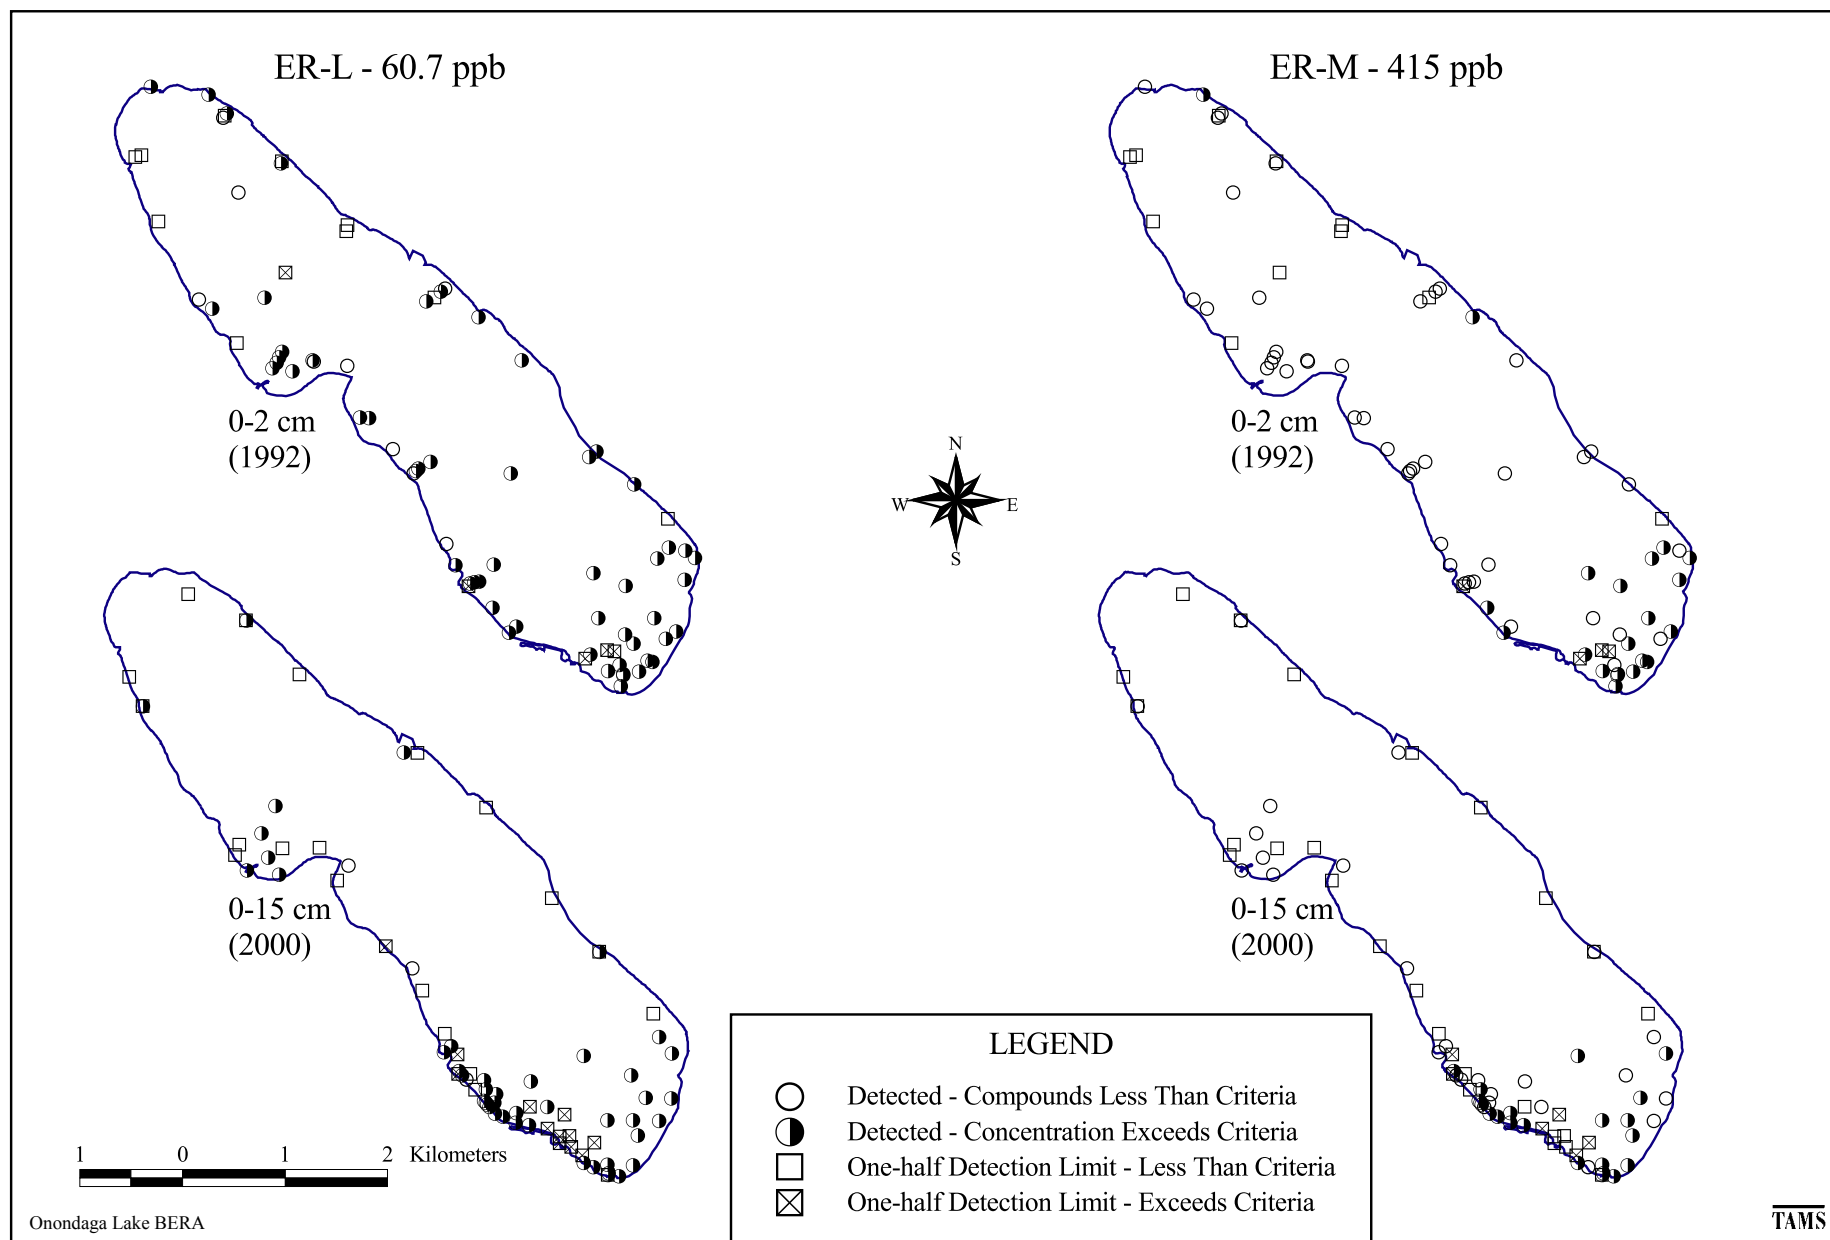 ER-L - 60.7 ppb
ER-M - 415 ppb
0-2 cm
(1992)
0-2 cm
(1992)
N
W
E
S
0-15 cm
(2000)
0-15 cm
(2000)
LEGEND
Detected - Compounds Less Than Criteria
Detected - Concentration Exceeds Criteria
One-half Detection Limit - Less Than Criteria
One-half Detection Limit - Exceeds Criteria
1 0 1 2 Kilometers
Onondaga Lake BERA
TAMS